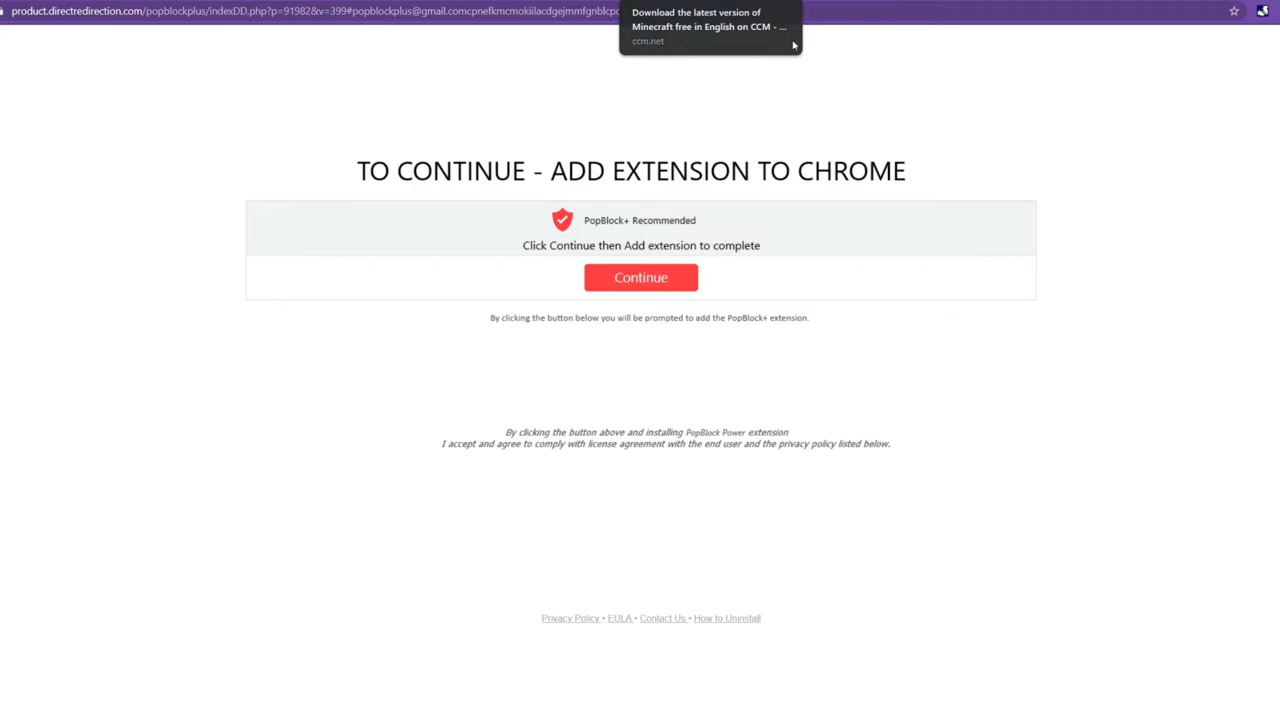 product.directredirection.com/popblockplus/indexDD.php?p=91982&v=399#popblockplus@gmail.comcpnefkmcmokiilacdgejmmfgnblcpc
Download the latest version of
Minecraft free in English on CCM - ...
ccm.net
TO CONTINUE - ADD EXTENSION TO CHROME
PopBlock+ Recommended
Click Continue then Add extension to complete
Continue
By clicking the button below you will be prompted to add the PopBlock+ extension.
By clicking the button above and installing PopBlock Power extension
I accept and agree to comply with license agreement with the end user and the privacy policy listed below.
Privacy Policy • EULA • Contact Us • How to Uninstall